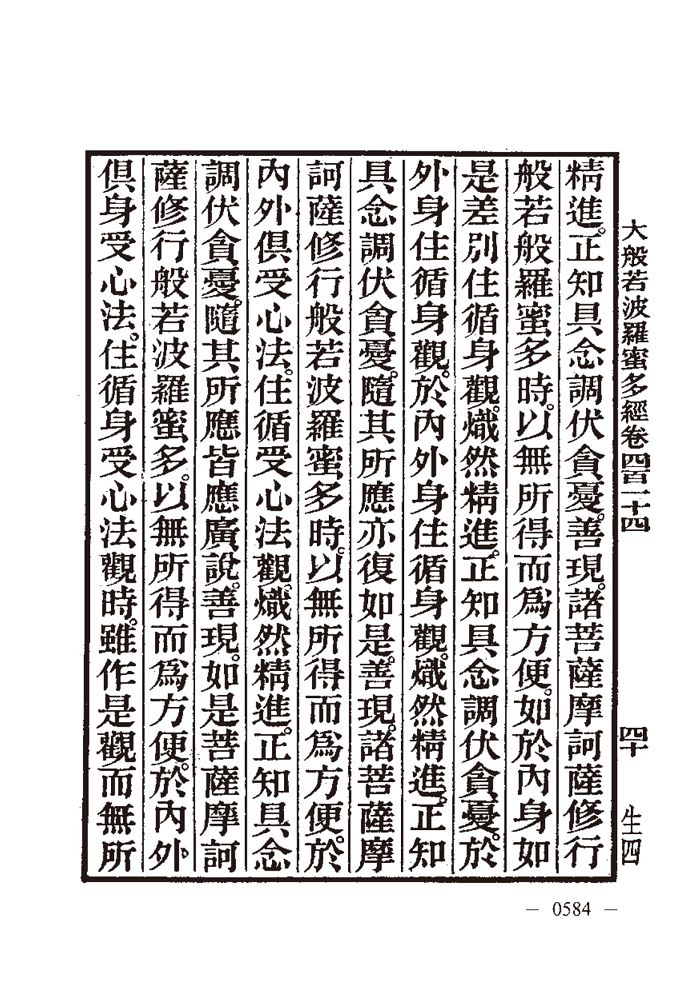 大般若波羅蜜多經卷四百一十四　四十　生四
精進。正知具念調伏貪憂。善現。諸菩薩摩訶薩修行
般若般羅蜜多時。以無所得而爲方便。如於內身如
是差別住循身觀。熾然精進。正知具念調伏貪憂。於
外身住循身觀。於內外身住循身觀。熾然精進。正知
具念調伏貪憂。隨其所應亦復如是。善現。諸菩薩摩
訶薩修行般若波羅蜜多時。以無所得而爲方便。於
內外俱受心法。住循受心法觀。熾然精進。正知具念
調伏貪憂。隨其所應皆應廣說。善現。如是菩薩摩訶
薩修行般若波羅蜜多。以無所得而爲方便。於內外
俱身受心法。住循身受心法觀時。雖作是觀而無所
— 0584 —